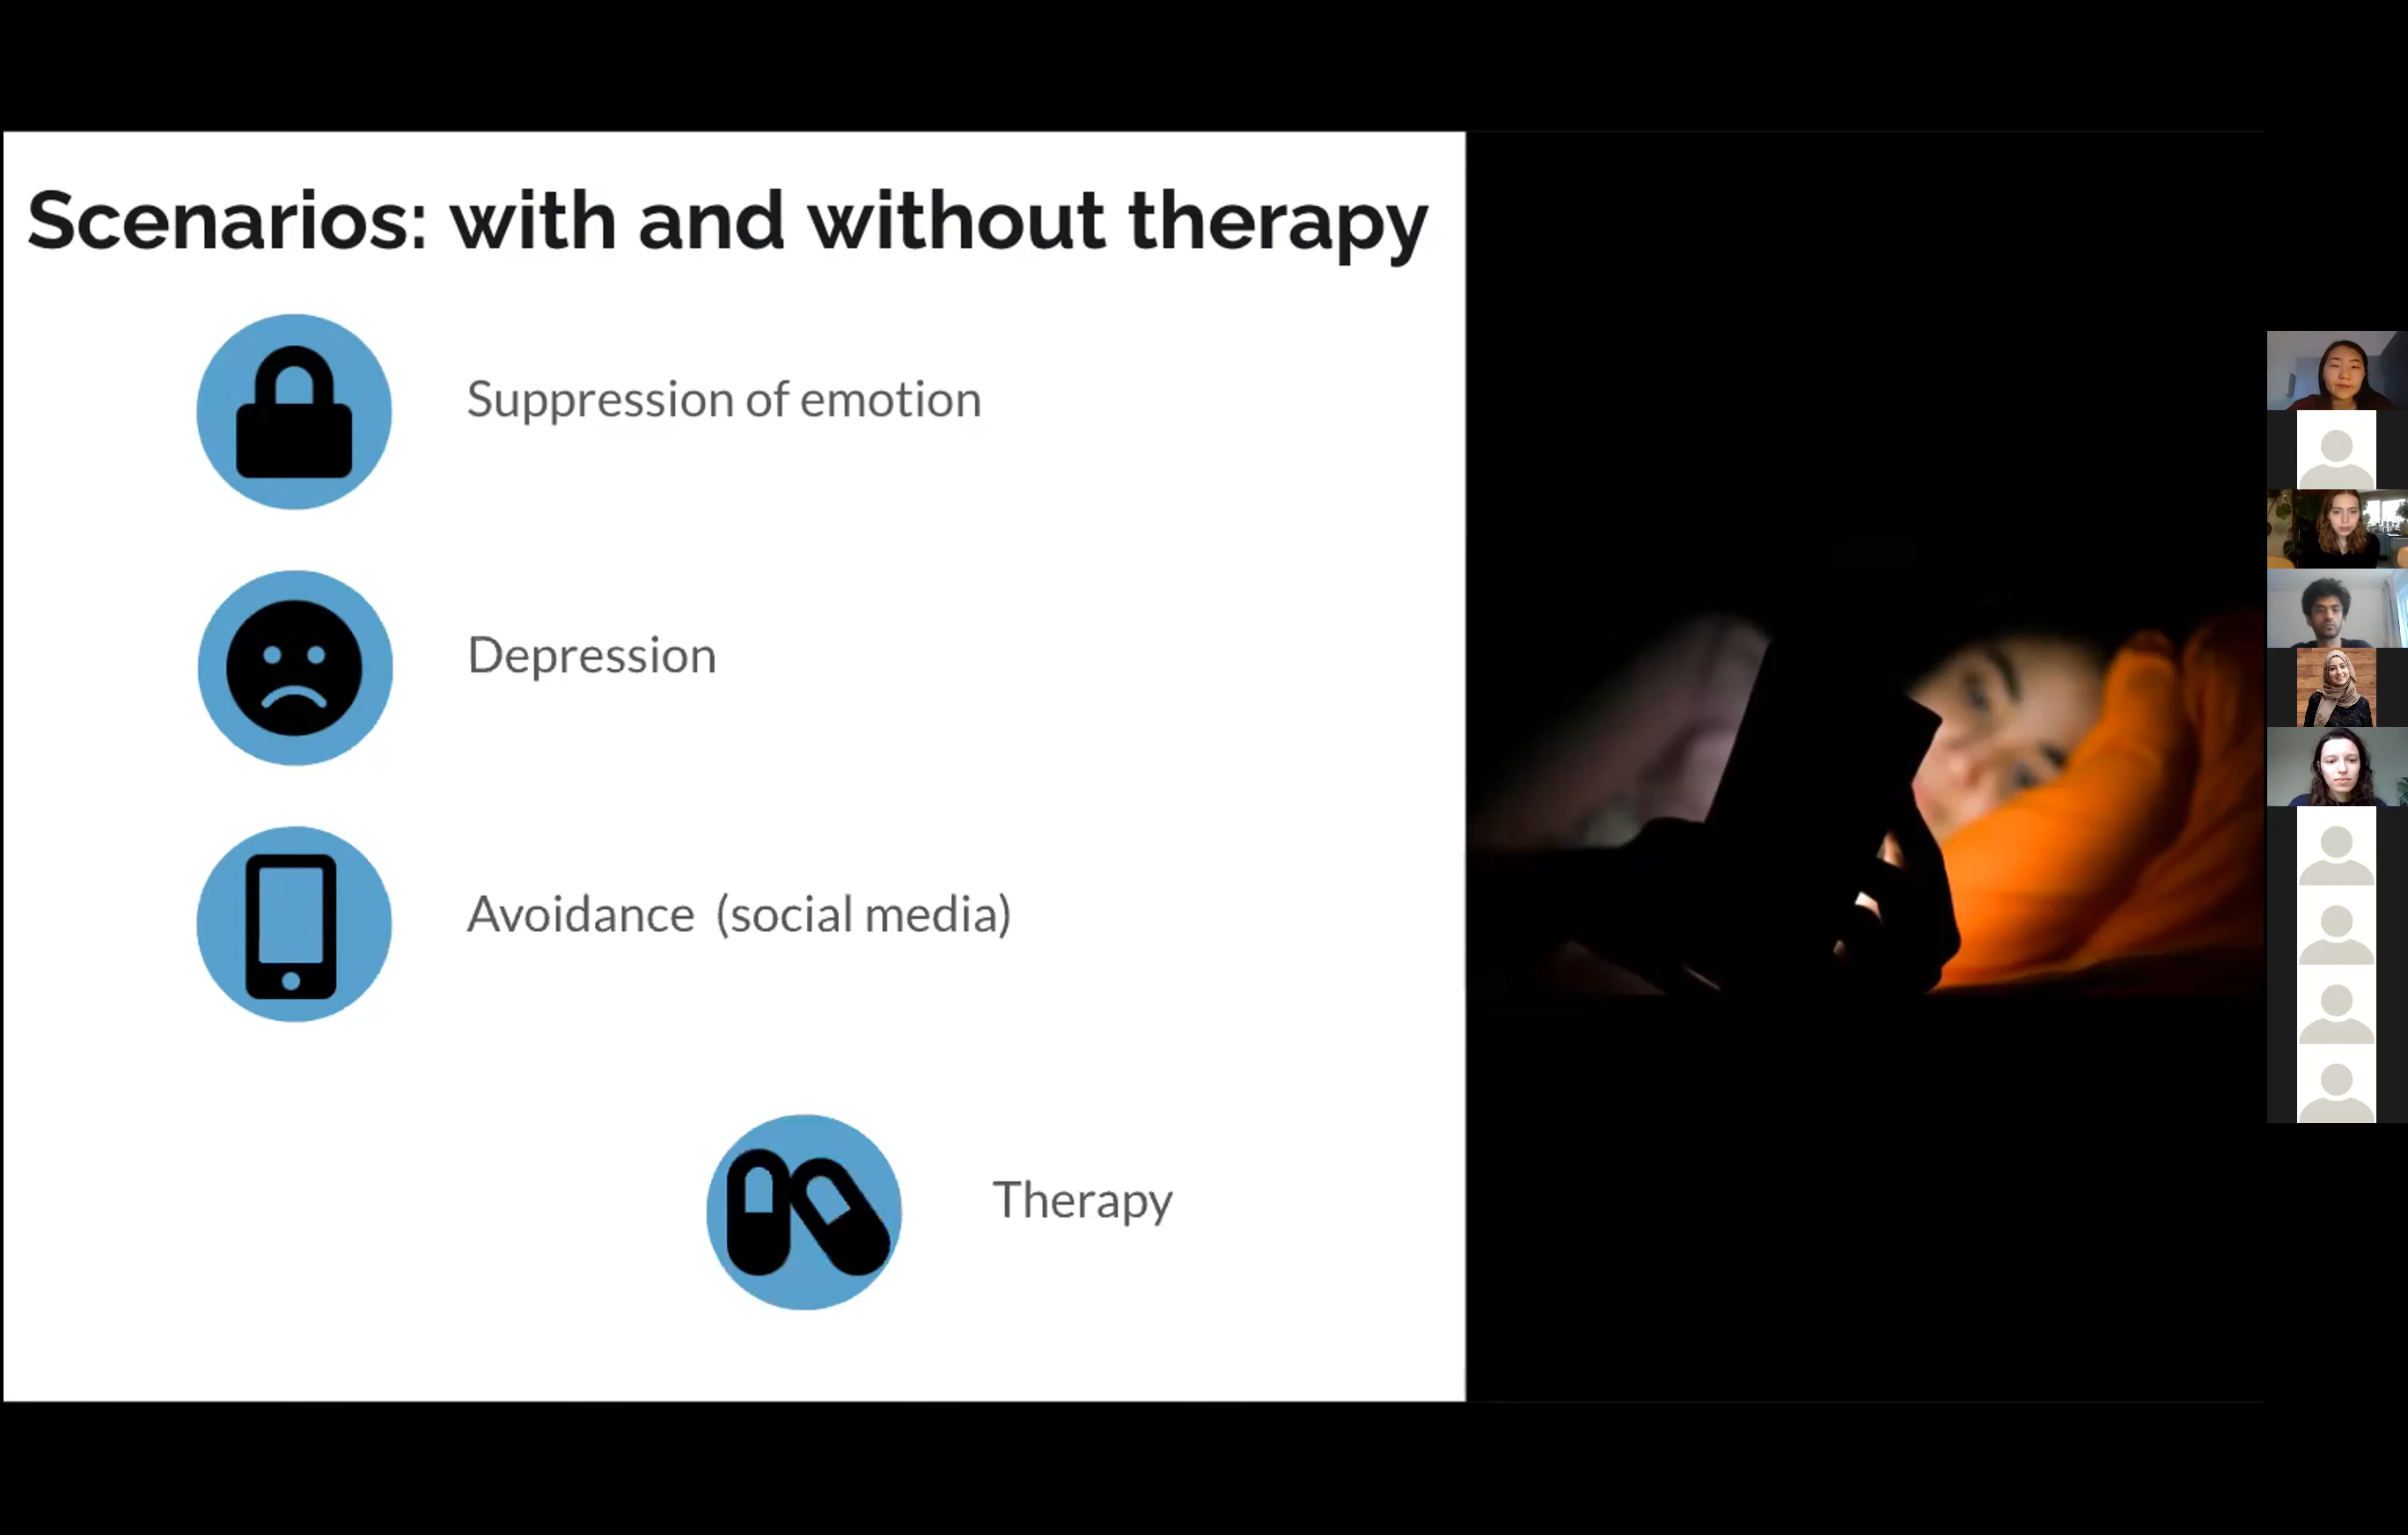 Scenarios: with and without therapy
Suppression of emotion
Depression
Avoidance (social media)
Therapy